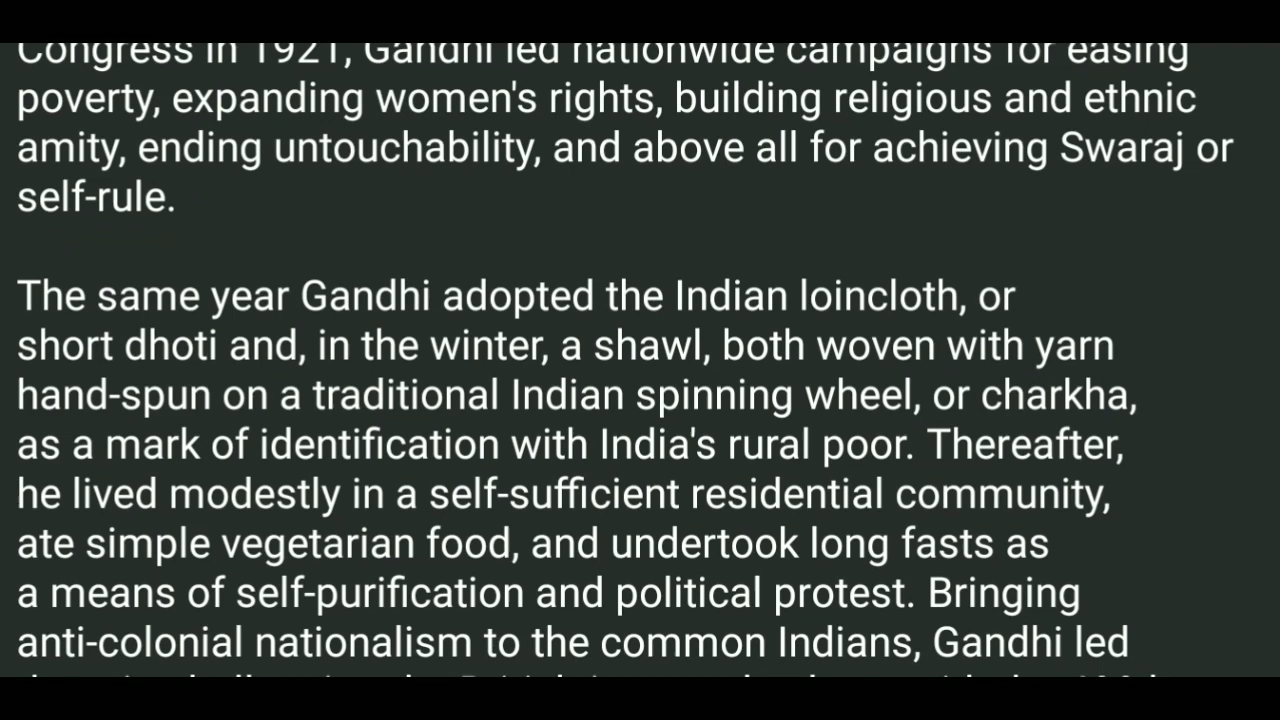 Congress in 1921, Gandhi led nationwide campaigns for easing
poverty, expanding women's rights, building religious and ethnic
amity, ending untouchability, and above all for achieving Swaraj or
self-rule.
The same year Gandhi adopted the Indian loincloth, or
short dhoti and, in the winter, a shawl, both woven with yarn
hand-spun on a traditional Indian spinning wheel, or charkha,
as a mark of identification with India's rural poor. Thereafter,
he lived modestly in a self-sufficient residential community,
ate simple vegetarian food, and undertook long fasts as
a means of self-purification and political protest. Bringing
anti-colonial nationalism to the common Indians, Gandhi led